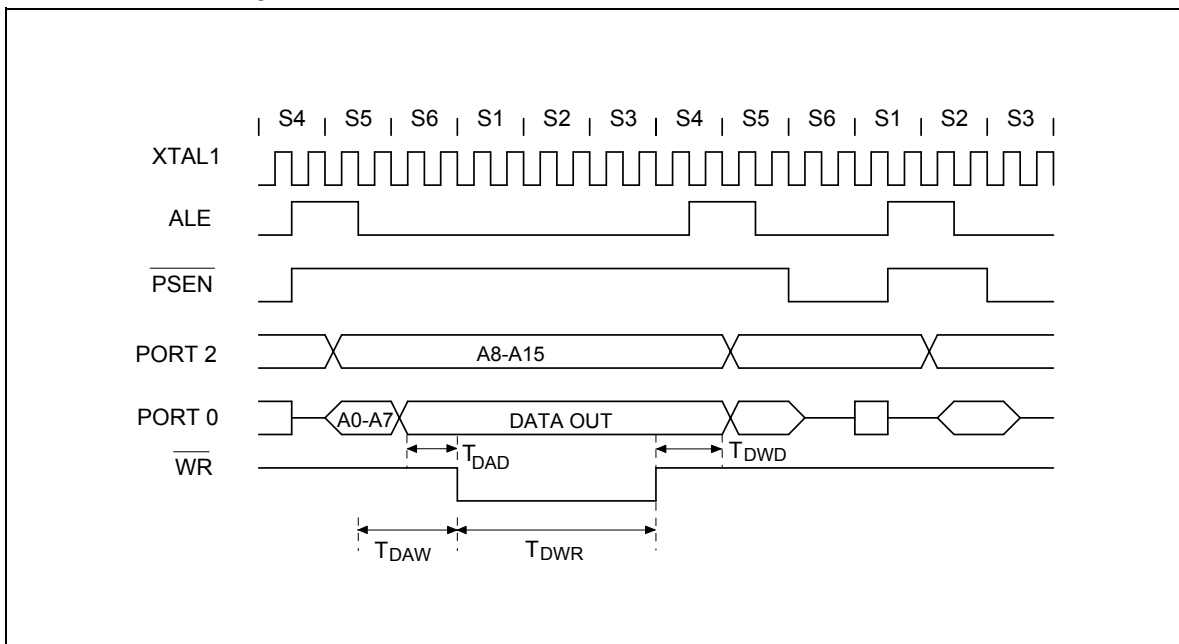 | S4 | S5 | S6 | S1 | S2 | S3 | S4 | S5 | S6 | S1 | S2 | S3 |
XTAL1
ALE
PSEN
PORT 2 A8-A15
PORT 0 A0-A7 DATA OUT
WR TDAD TDWD
TDAW TDWR